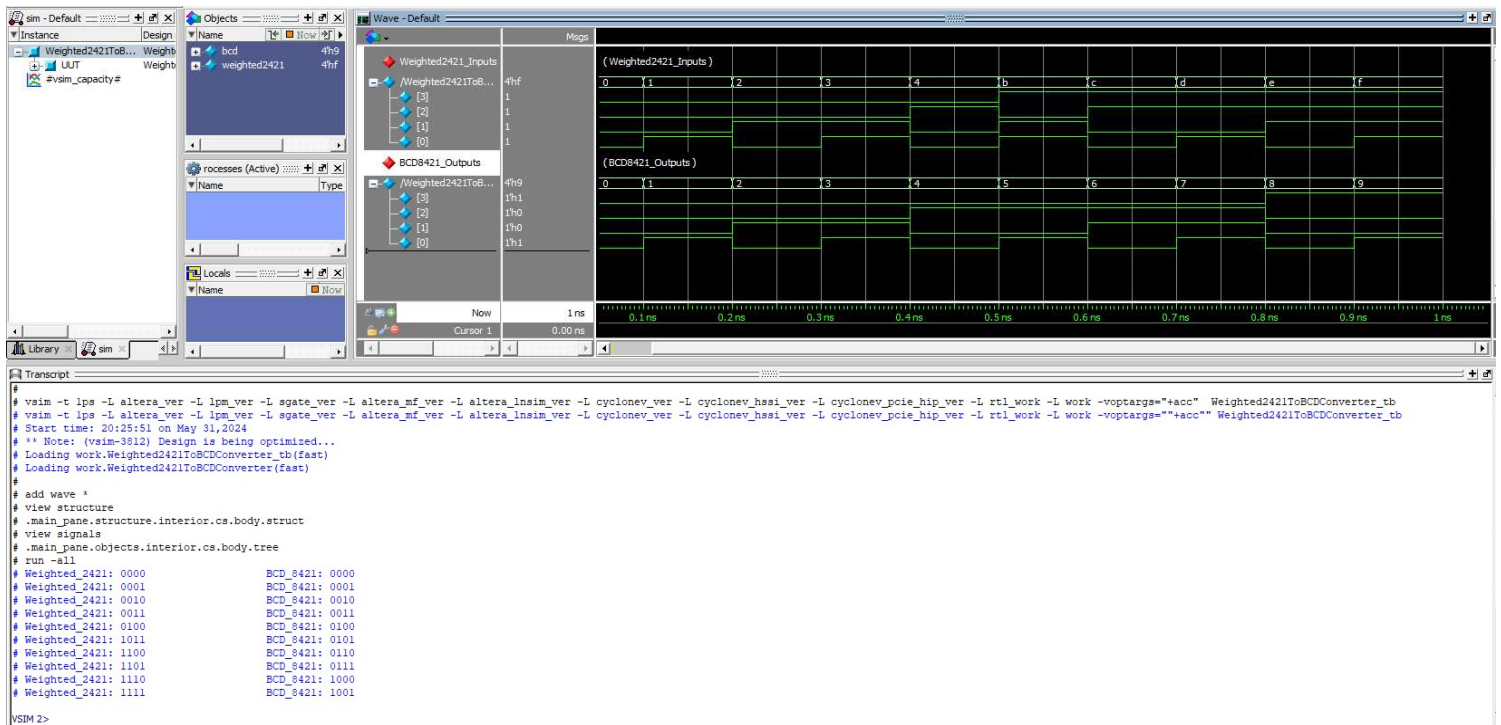 sim - Default
Instance Design
Weighted2421ToB... Weight
UUT Weight
#vsim_capacity#
Library sim
Objects
Name Now
bcd 4'h9
weighted2421 4'hf
rocesses (Active)
Name Type
Locals
Name Now
Wave - Default
Msgs
Weighted2421_Inputs (Weighted2421_Inputs)
/Weighted2421ToB... 4'hf 0 1 2 3 4 b c d e f
[3] 1
[2] 1
[1] 1
[0] 1
BCD8421_Outputs (BCD8421_Outputs)
/Weighted2421ToB... 4'h9 0 1 2 3 4 5 6 7 8 9
[3] 1'h1
[2] 1'h0
[1] 1'h0
[0] 1'h1
Now 1 ns 0.1 ns 0.2 ns 0.3 ns 0.4 ns 0.5 ns 0.6 ns 0.7 ns 0.8 ns 0.9 ns 1 ns
Cursor 1 0.00 ns
Transcript
#
# vsim -t 1ps -L altera_ver -L lpm_ver -L sgate_ver -L altera_mf_ver -L altera_lnsim_ver -L cyclonev_ver -L cyclonev_hssi_ver -L cyclonev_pcie_hip_ver -L rtl_work -L work -voptargs="+acc" Weighted2421ToBCDConverter_tb
# vsim -t 1ps -L altera_ver -L lpm_ver -L sgate_ver -L altera_mf_ver -L altera_lnsim_ver -L cyclonev_ver -L cyclonev_hssi_ver -L cyclonev_pcie_hip_ver -L rtl_work -L work -voptargs=""+acc"" Weighted2421ToBCDConverter_tb
# Start time: 20:25:51 on May 31,2024
# ** Note: (vsim-3812) Design is being optimized...
# Loading work.Weighted2421ToBCDConverter_tb(fast)
# Loading work.Weighted2421ToBCDConverter(fast)
#
# add wave *
# view structure
# .main_pane.structure.interior.cs.body.struct
# view signals
# .main_pane.objects.interior.cs.body.tree
# run -all
# Weighted_2421: 0000 BCD_8421: 0000
# Weighted_2421: 0001 BCD_8421: 0001
# Weighted_2421: 0010 BCD_8421: 0010
# Weighted_2421: 0011 BCD_8421: 0011
# Weighted_2421: 0100 BCD_8421: 0100
# Weighted_2421: 1011 BCD_8421: 0101
# Weighted_2421: 1100 BCD_8421: 0110
# Weighted_2421: 1101 BCD_8421: 0111
# Weighted_2421: 1110 BCD_8421: 1000
# Weighted_2421: 1111 BCD_8421: 1001
VSIM 2>